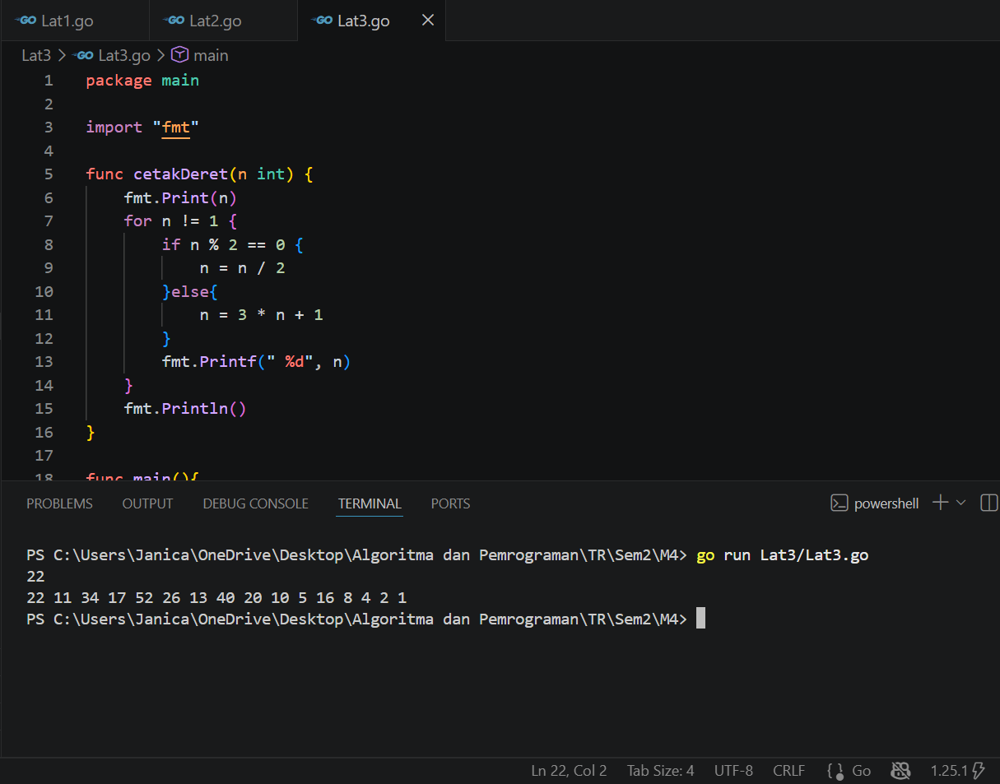 GO Lat1.go GO Lat2.go GO Lat3.go
Lat3 > GO Lat3.go > main
1 package main
2
3 import "fmt"
4
5 func cetakDeret(n int) {
6 fmt.Print(n)
7 for n != 1 {
8 if n % 2 == 0 {
9 n = n / 2
10 }else{
11 n = 3 * n + 1
12 }
13 fmt.Printf(" %d", n)
14 }
15 fmt.Println()
16 }
17
18 func main(){
PROBLEMS OUTPUT DEBUG CONSOLE TERMINAL PORTS powershell
PS C:\Users\Janica\OneDrive\Desktop\Algoritma dan Pemrograman\TR\Sem2\M4> go run Lat3/Lat3.go
22
22 11 34 17 52 26 13 40 20 10 5 16 8 4 2 1
PS C:\Users\Janica\OneDrive\Desktop\Algoritma dan Pemrograman\TR\Sem2\M4>
Ln 22, Col 2 Tab Size: 4 UTF-8 CRLF Go 1.25.1